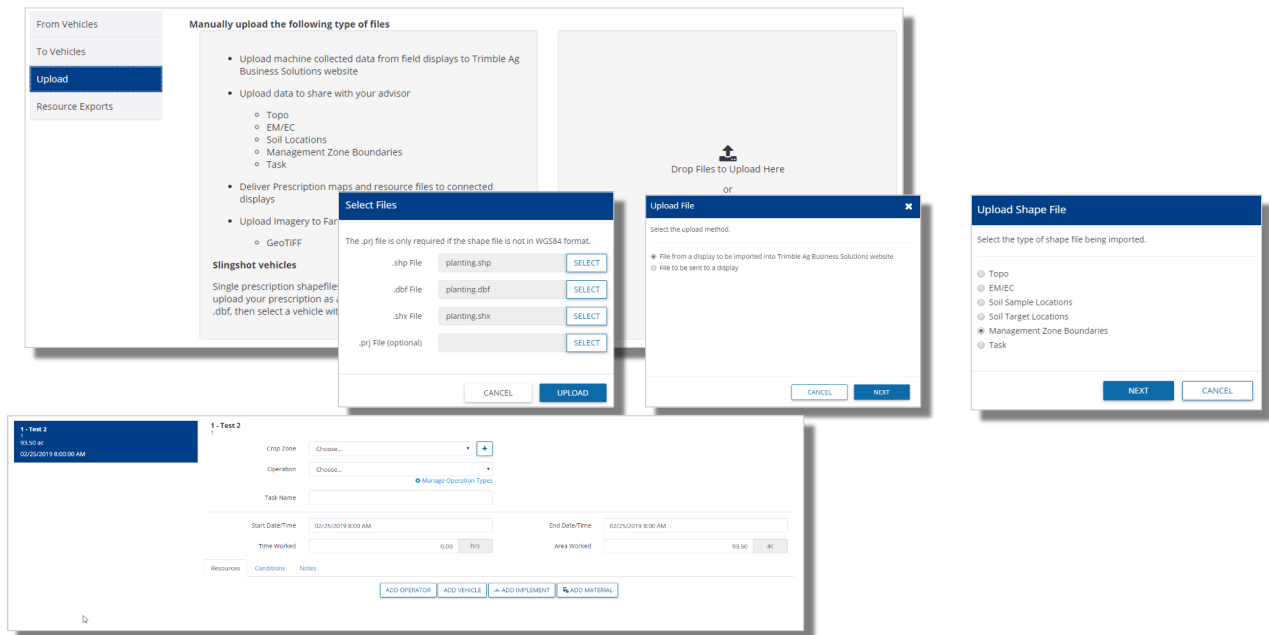 From Vehicles
To Vehicles
Upload
Resource Exports
Manually upload the following type of files
• Upload machine collected data from field displays to Trimble Ag
Business Solutions website
• Upload data to share with your advisor
Topo
EM/EC
Soil Locations
Management Zone Boundaries
Task
• Deliver Prescription maps and resource files to connected
displays
• Upload Imagery to Far
GeoTiFF
Slingshot vehicles
Single prescription shapefiles
upload your prescription as a
.dbf, then select a vehicle wit
Drop Files to Upload Here
or
Select Files
The .prj file is only required if the shape file is not in WGS84 format.
.shp File planting.shp SELECT
.dbf File planting.dbf SELECT
.shx File planting.shx SELECT
.prj File (optional) SELECT
CANCEL UPLOAD
Upload File ✖
Select the upload method.
File from a display to be imported into Trimble Ag Business Solutions website
File to be sent to a display
CANCEL NEXT
Upload Shape File
Select the type of shape file being imported.
Topo
EM/EC
Soil Sample Locations
Soil Target Locations
Management Zone Boundaries
Task
NEXT CANCEL
1 - Test 2
93.50 ac
02/25/2019 8:00:00 AM
1 - Test 2
Crop Zone Choose... +
Operation Choose...
Manage Operation Types
Task Name
Start Date/Time 02/25/2019 8:00 AM End Date/Time 02/25/2019 8:00 AM
Time Worked 0.00 hrs Area Worked 93.50 ac
Resources Conditions Notes
ADD OPERATOR ADD VEHICLE ADD IMPLEMENT ADD MATERIAL